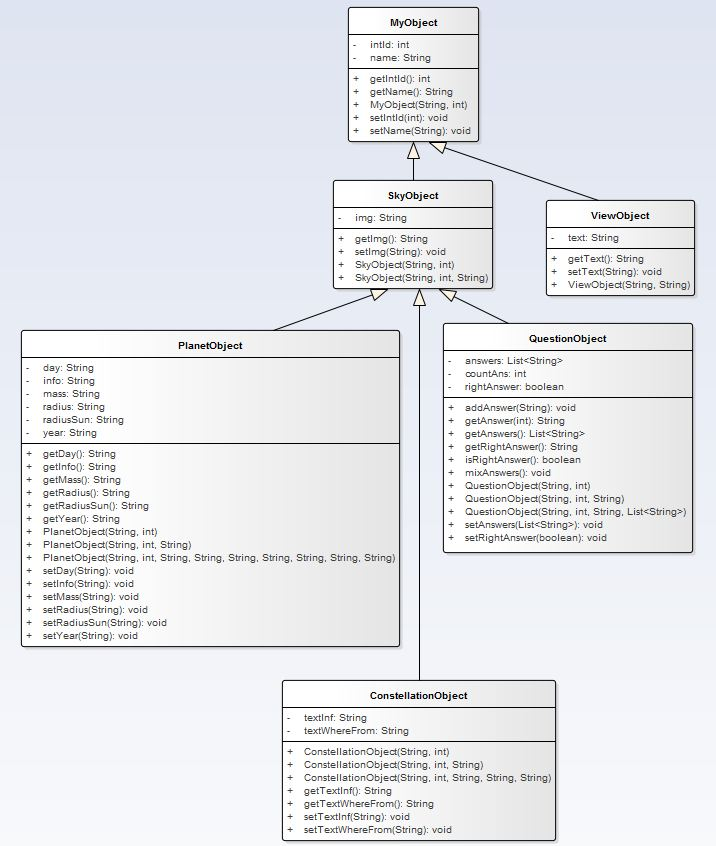 MyObject
- intId: int
- name: String
+ getIntId(): int
+ getName(): String
+ MyObject(String, int)
+ setIntId(int): void
+ setName(String): void
SkyObject
- img: String
+ getImg(): String
+ setImg(String): void
+ SkyObject(String, int)
+ SkyObject(String, int, String)
ViewObject
- text: String
+ getText(): String
+ setText(String): void
+ ViewObject(String, String)
PlanetObject
- day: String
- info: String
- mass: String
- radius: String
- radiusSun: String
- year: String
+ getDay(): String
+ getInfo(): String
+ getMass(): String
+ getRadius(): String
+ getRadiusSun(): String
+ getYear(): String
+ PlanetObject(String, int)
+ PlanetObject(String, int, String)
+ PlanetObject(String, int, String, String, String, String, String, String, String)
+ setDay(String): void
+ setInfo(String): void
+ setMass(String): void
+ setRadius(String): void
+ setRadiusSun(String): void
+ setYear(String): void
QuestionObject
- answers: List<String>
- countAns: int
- rightAnswer: boolean
+ addAnswer(String): void
+ getAnswer(int): String
+ getAnswers(): List<String>
+ getRightAnswer(): String
+ isRightAnswer(): boolean
+ mixAnswers(): void
+ QuestionObject(String, int)
+ QuestionObject(String, int, String)
+ QuestionObject(String, int, String, List<String>)
+ setAnswers(List<String>): void
+ setRightAnswer(boolean): void
ConstellationObject
- textInf: String
- textWhereFrom: String
+ ConstellationObject(String, int)
+ ConstellationObject(String, int, String)
+ ConstellationObject(String, int, String, String, String)
+ getTextInf(): String
+ getTextWhereFrom(): String
+ setTextInf(String): void
+ setTextWhereFrom(String): void